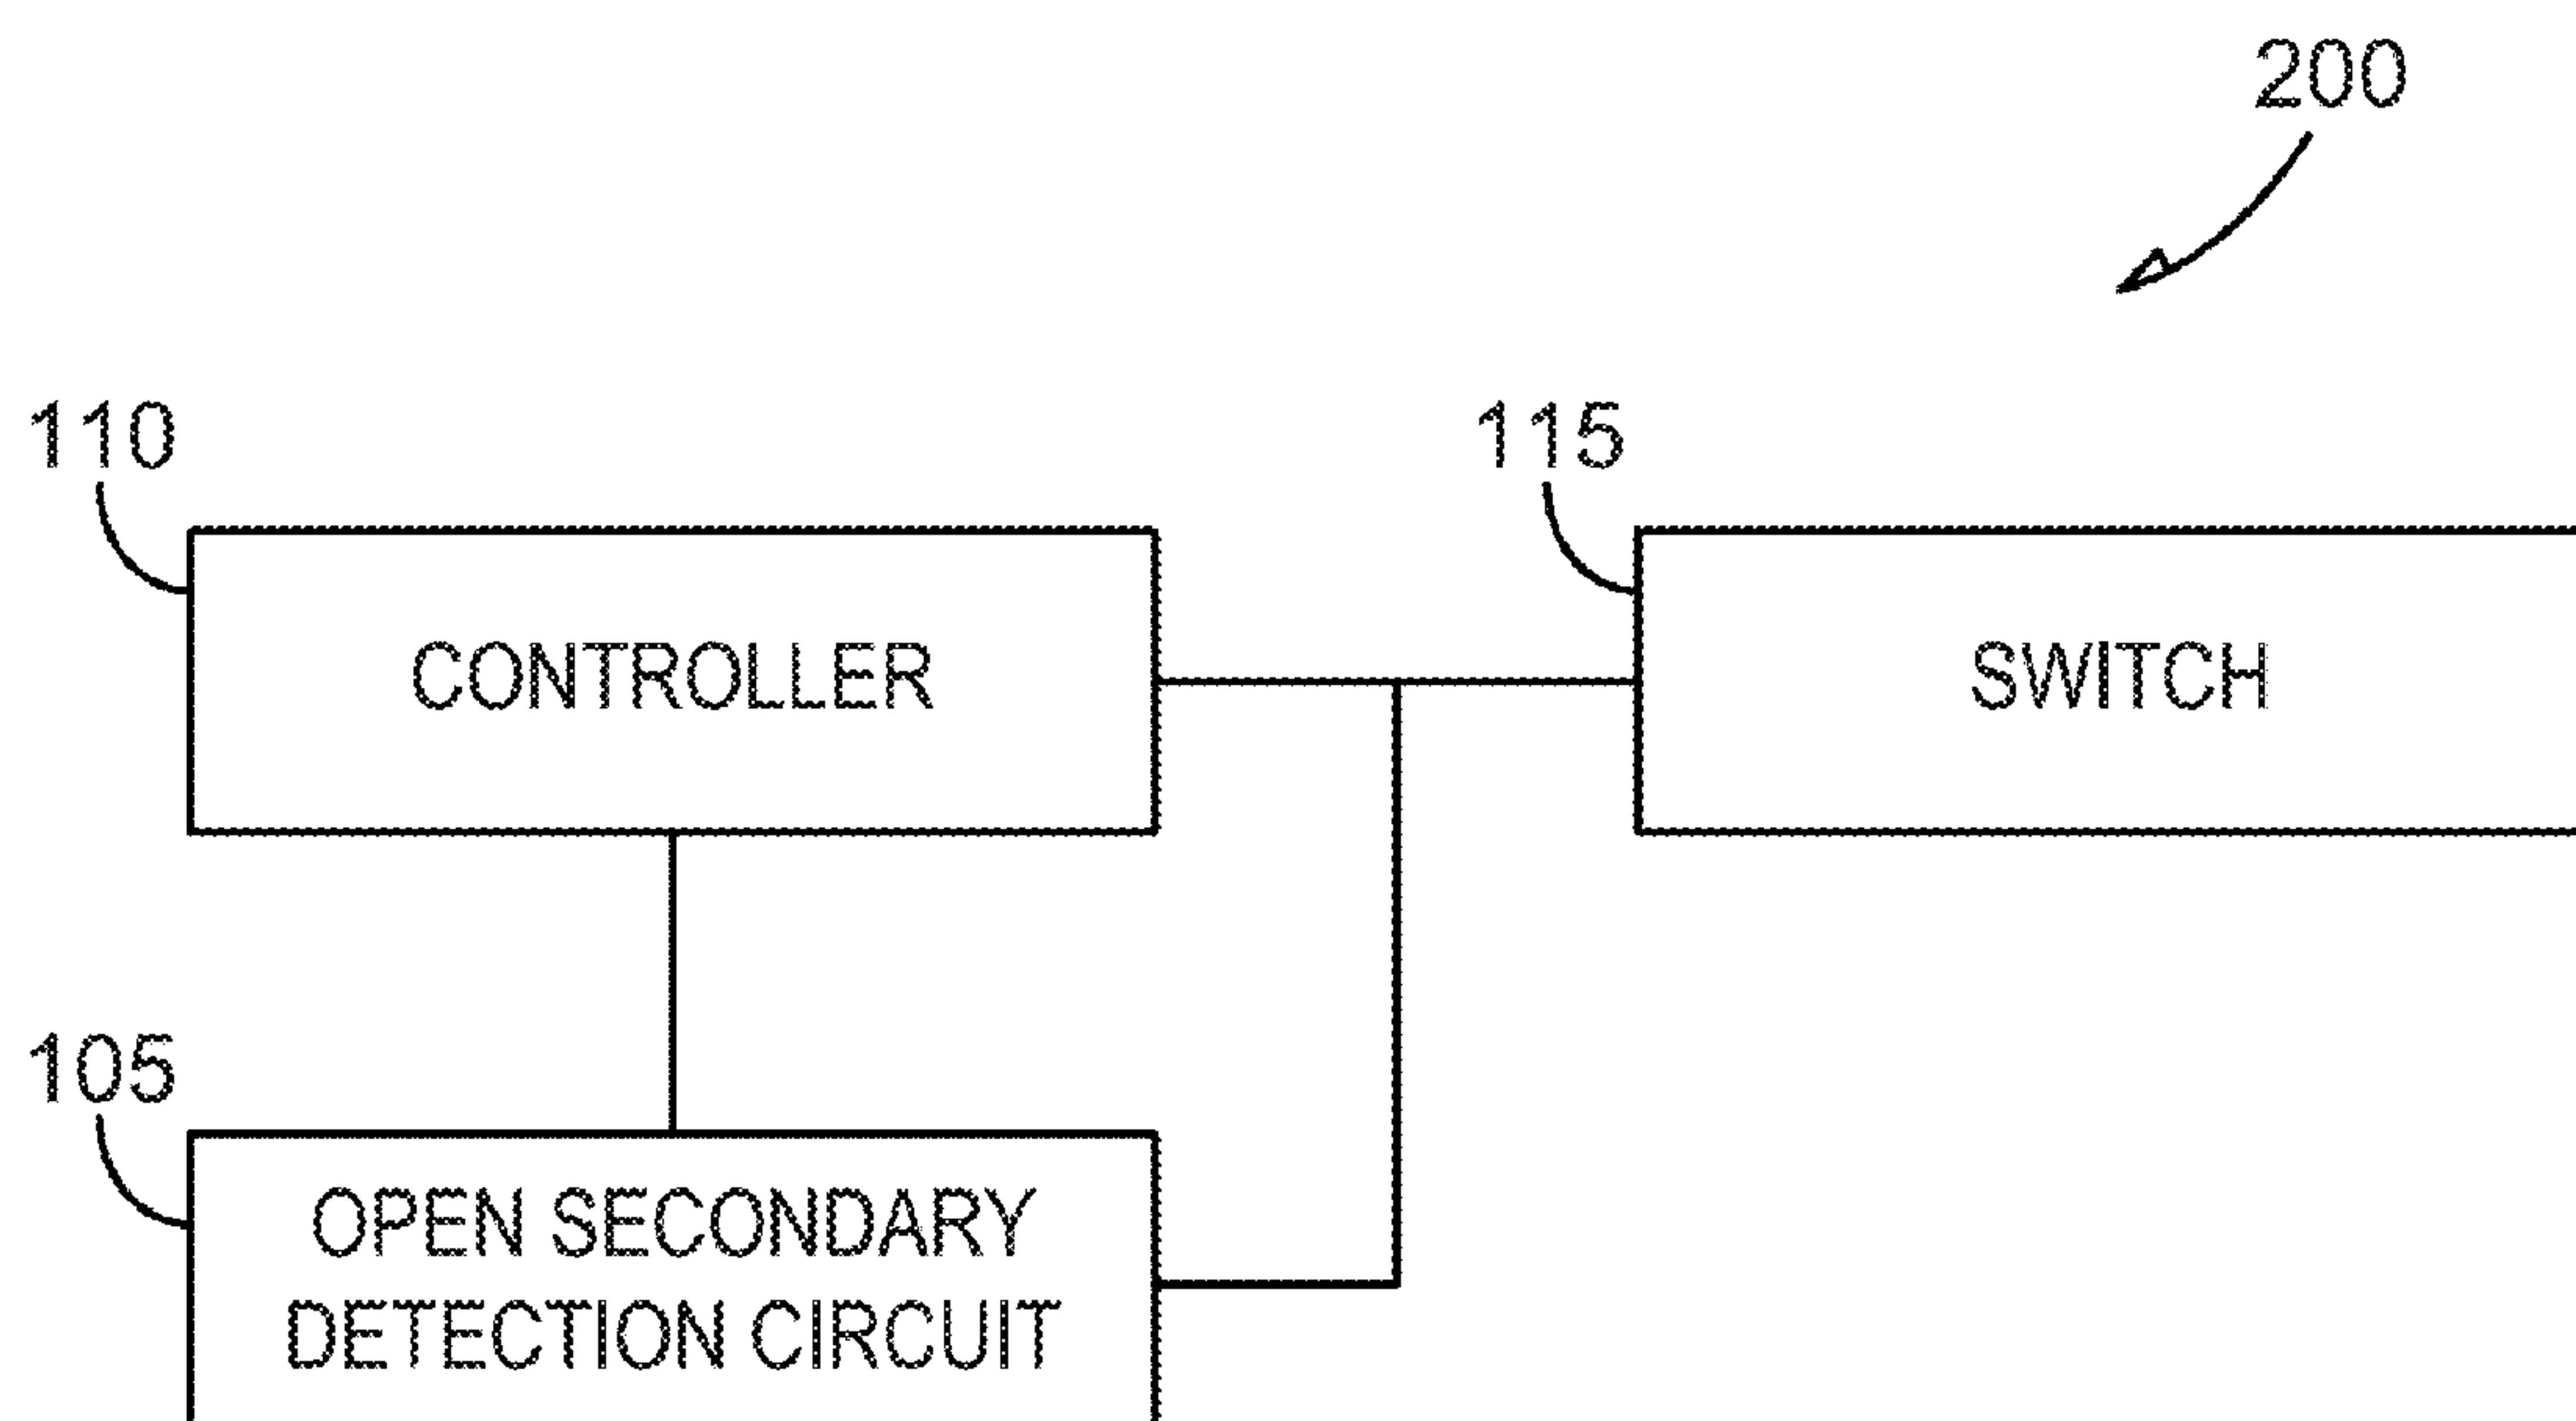 200
110
115
CONTROLLER
SWITCH
105
OPEN SECONDARY
DETECTION CIRCUIT